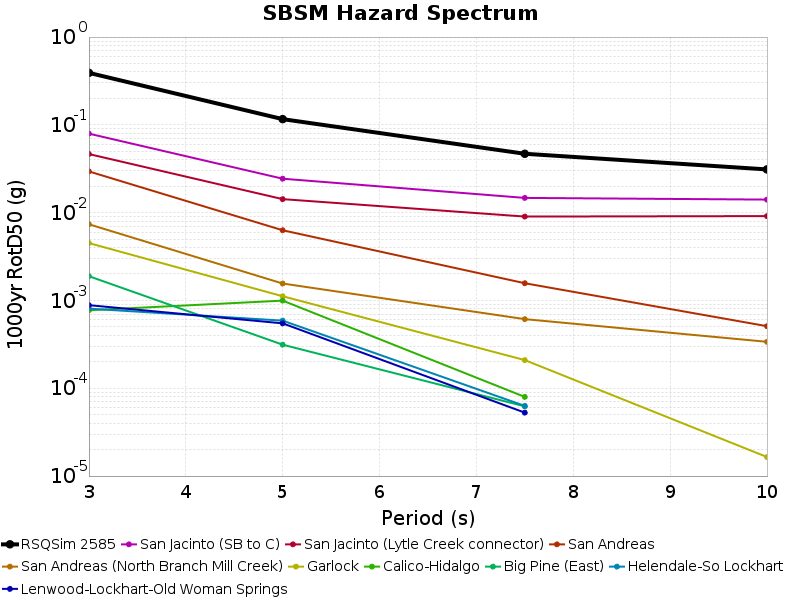 SBSM Hazard Spectrum
1000yr RotD50 (g)
10^0
10^-1
10^-2
10^-3
10^-4
10^-5
3 4 5 6 7 8 9 10
Period (s)
RSQSim 2585 San Jacinto (SB to C) San Jacinto (Lytle Creek connector) San Andreas
San Andreas (North Branch Mill Creek) Garlock Calico-Hidalgo Big Pine (East) Helendale-So Lockhart
Lenwood-Lockhart-Old Woman Springs